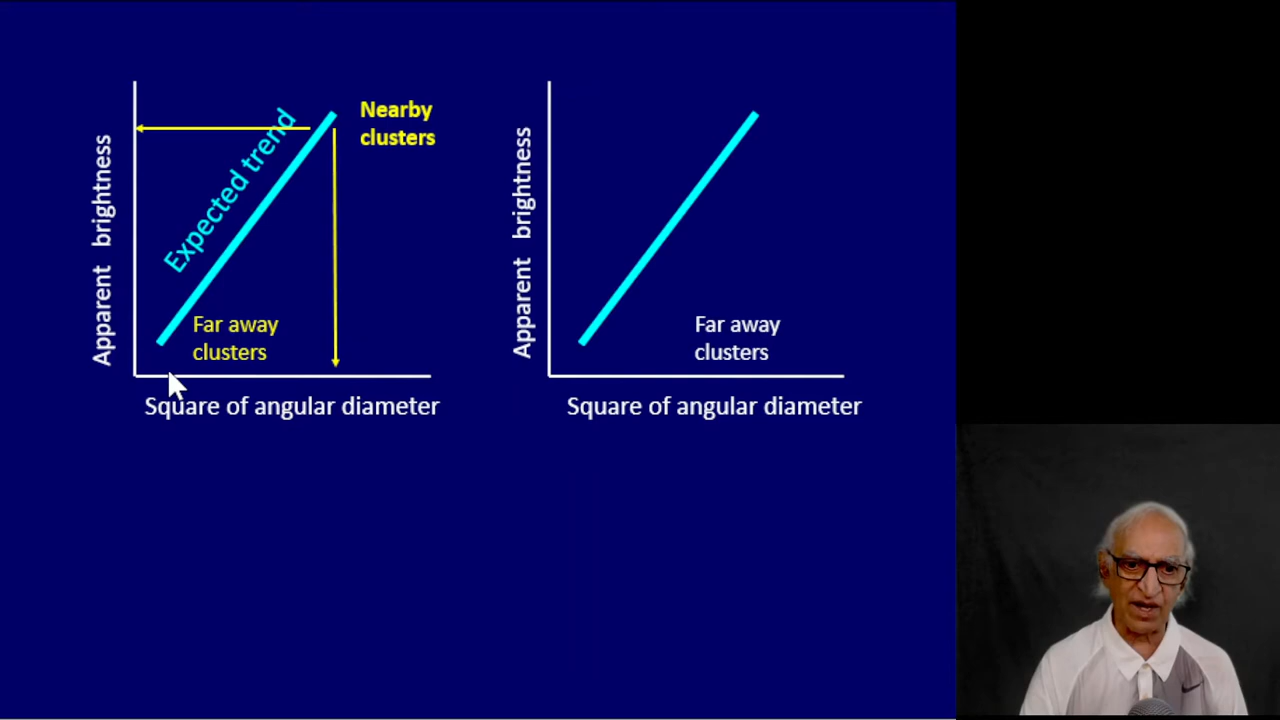 Apparent brightness
Expected trend
Nearby
clusters
Far away
clusters
Square of angular diameter
Apparent brightness
Far away
clusters
Square of angular diameter